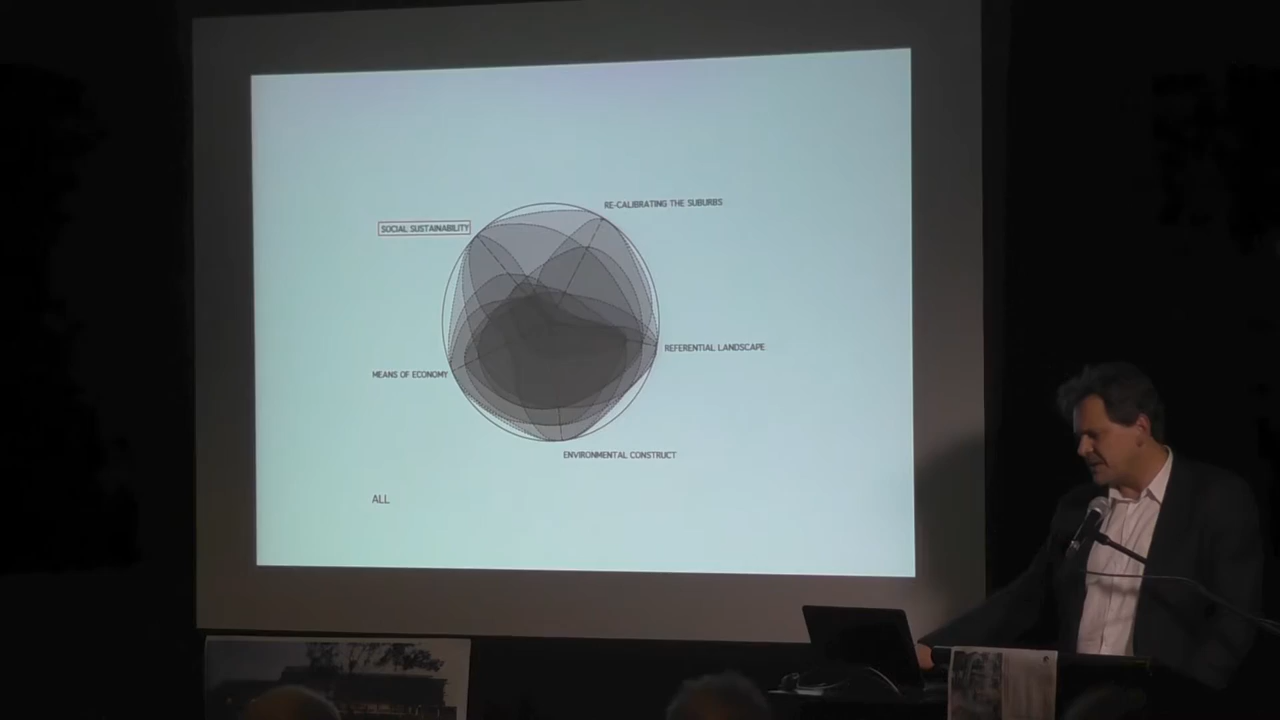 RE-CALIBRATING THE SUBURBS
SOCIAL SUSTAINABILITY
REFERENTIAL LANDSCAPE
MEANS OF ECONOMY
ENVIRONMENTAL CONSTRUCT
ALL